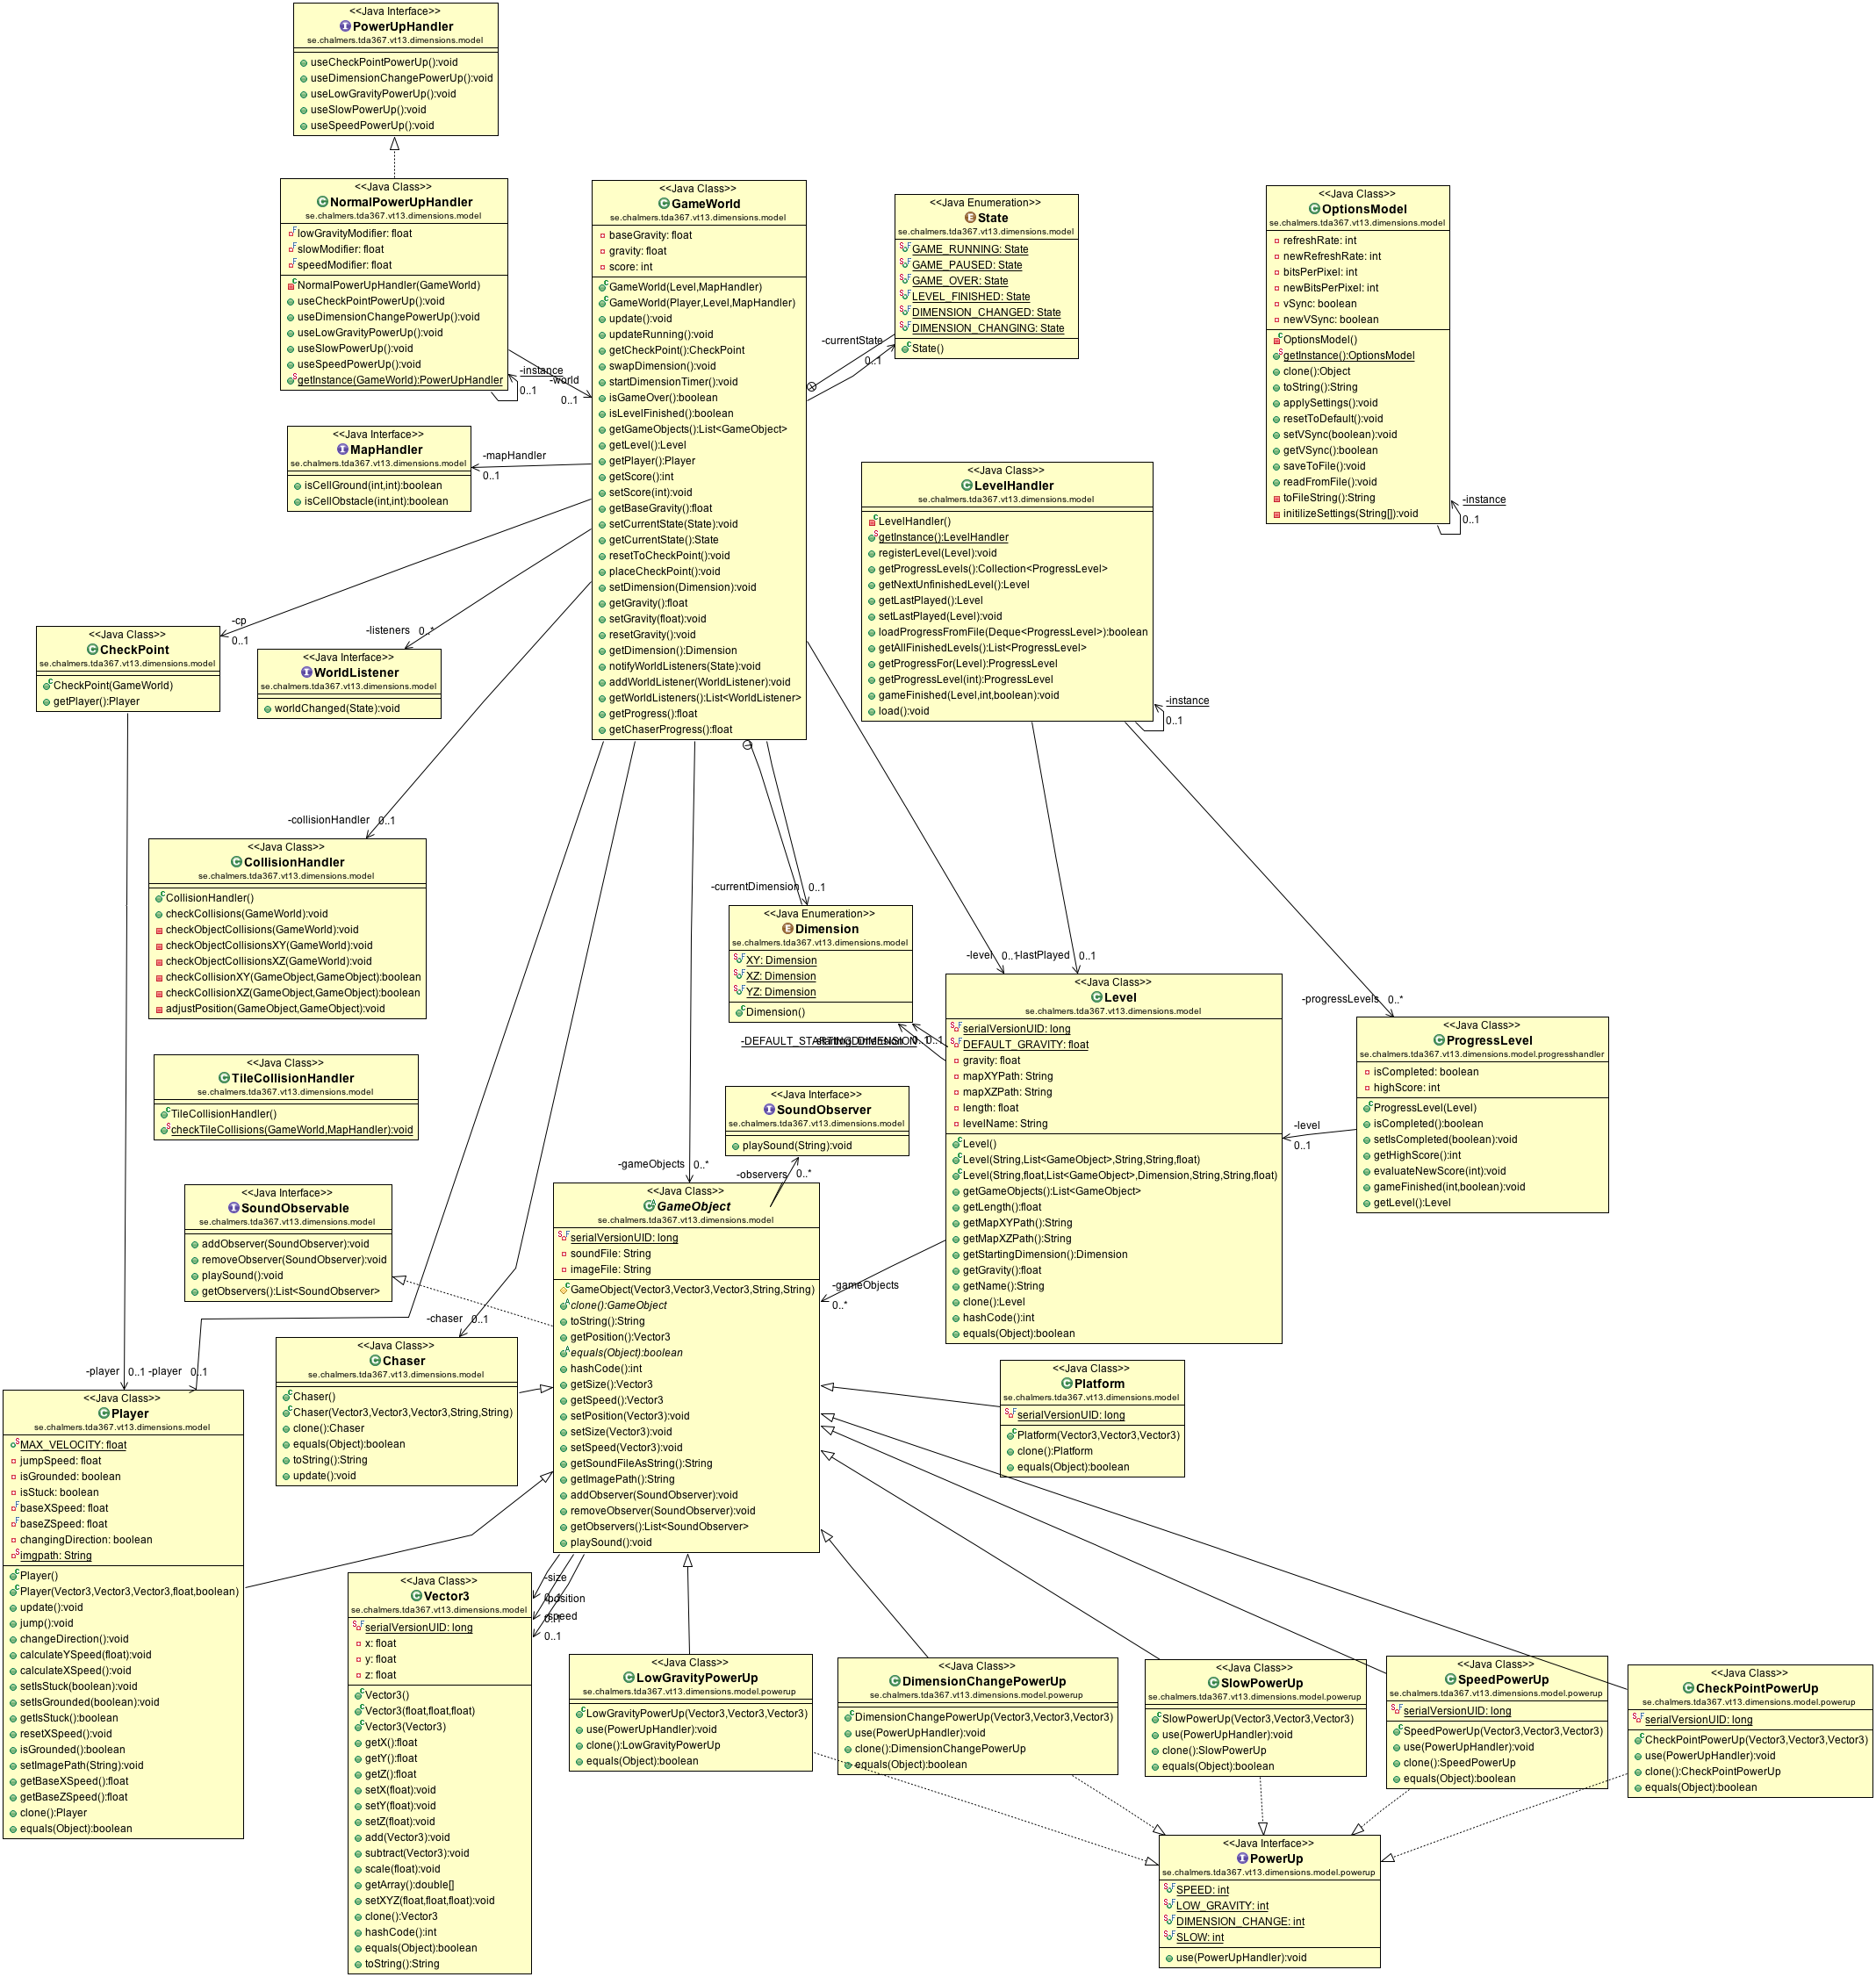 <<Java Interface>>
PowerUpHandler
se.chalmers.tda367.vt13.dimensions.model
useCheckPointPowerUp():void
useDimensionChangePowerUp():void
useLowGravityPowerUp():void
useSlowPowerUp():void
useSpeedPowerUp():void
<<Java Class>>
NormalPowerUpHandler
se.chalmers.tda367.vt13.dimensions.model
lowGravityModifier: float
slowModifier: float
speedModifier: float
NormalPowerUpHandler(GameWorld)
useCheckPointPowerUp():void
useDimensionChangePowerUp():void
useLowGravityPowerUp():void
useSlowPowerUp():void
useSpeedPowerUp():void
getInstance(GameWorld):PowerUpHandler
-instance
0..1
-world
0..1
<<Java Class>>
GameWorld
se.chalmers.tda367.vt13.dimensions.model
baseGravity: float
gravity: float
score: int
GameWorld(Level,MapHandler)
GameWorld(Player,Level,MapHandler)
update():void
updateRunning():void
getCheckPoint():CheckPoint
swapDimension():void
startDimensionTimer():void
isGameOver():boolean
isLevelFinished():boolean
getGameObjects():List<GameObject>
getLevel():Level
getPlayer():Player
getScore():int
setScore(int):void
getBaseGravity():float
setCurrentState(State):void
getCurrentState():State
resetToCheckPoint():void
placeCheckPoint():void
setDimension(Dimension):void
getGravity():float
setGravity(float):void
resetGravity():void
getDimension():Dimension
notifyWorldListeners(State):void
addWorldListener(WorldListener):void
getWorldListeners():List<WorldListener>
getProgress():float
getChaserProgress():float
<<Java Enumeration>>
State
se.chalmers.tda367.vt13.dimensions.model
GAME_RUNNING: State
GAME_PAUSED: State
GAME_OVER: State
LEVEL_FINISHED: State
DIMENSION_CHANGED: State
DIMENSION_CHANGING: State
State()
-currentState
0..1
<<Java Class>>
OptionsModel
se.chalmers.tda367.vt13.dimensions.model
refreshRate: int
newRefreshRate: int
bitsPerPixel: int
newBitsPerPixel: int
vSync: boolean
newVSync: boolean
OptionsModel()
getInstance():OptionsModel
clone():Object
toString():String
applySettings():void
resetToDefault():void
setVSync(boolean):void
getVSync():boolean
saveToFile():void
readFromFile():void
toFileString():String
initilizeSettings(String[]):void
-instance
0..1
<<Java Interface>>
MapHandler
se.chalmers.tda367.vt13.dimensions.model
isCellGround(int,int):boolean
isCellObstacle(int,int):boolean
-mapHandler
0..1
<<Java Class>>
LevelHandler
se.chalmers.tda367.vt13.dimensions.model
LevelHandler()
getInstance():LevelHandler
registerLevel(Level):void
getProgressLevels():Collection<ProgressLevel>
getNextUnfinishedLevel():Level
getLastPlayed():Level
setLastPlayed(Level):void
loadProgressFromFile(Deque<ProgressLevel>):boolean
getAllFinishedLevels():List<ProgressLevel>
getProgressFor(Level):ProgressLevel
getProgressLevel(int):ProgressLevel
gameFinished(Level,int,boolean):void
load():void
-instance
0..1
<<Java Class>>
CheckPoint
se.chalmers.tda367.vt13.dimensions.model
CheckPoint(GameWorld)
getPlayer():Player
-cp
0..1
-listeners
0..*
<<Java Interface>>
WorldListener
se.chalmers.tda367.vt13.dimensions.model
worldChanged(State):void
-collisionHandler
0..1
<<Java Class>>
CollisionHandler
se.chalmers.tda367.vt13.dimensions.model
CollisionHandler()
checkCollisions(GameWorld):void
checkObjectCollisions(GameWorld):void
checkObjectCollisionsXY(GameWorld):void
checkObjectCollisionsXZ(GameWorld):void
checkCollisionXY(GameObject,GameObject):boolean
checkCollisionXZ(GameObject,GameObject):boolean
adjustPosition(GameObject,GameObject):void
-currentDimension
0..1
<<Java Enumeration>>
Dimension
se.chalmers.tda367.vt13.dimensions.model
XY: Dimension
XZ: Dimension
YZ: Dimension
Dimension()
-DEFAULT_STARTINGDIMENSION
0..1
-level
0..1
-lastPlayed
0..1
<<Java Class>>
Level
se.chalmers.tda367.vt13.dimensions.model
serialVersionUID: long
DEFAULT_GRAVITY: float
gravity: float
mapXYPath: String
mapXZPath: String
length: float
levelName: String
Level()
Level(String,List<GameObject>,String,String,float)
Level(String,float,List<GameObject>,Dimension,String,String,float)
getGameObjects():List<GameObject>
getLength():float
getMapXYPath():String
getMapXZPath():String
getStartingDimension():Dimension
getGravity():float
getName():String
clone():Level
hashCode():int
equals(Object):boolean
-progressLevels
0..*
<<Java Class>>
ProgressLevel
se.chalmers.tda367.vt13.dimensions.model.progresshandler
isCompleted: boolean
highScore: int
ProgressLevel(Level)
isCompleted():boolean
setIsCompleted(boolean):void
getHighScore():int
evaluateNewScore(int):void
gameFinished(int,boolean):void
getLevel():Level
-level
0..1
<<Java Class>>
TileCollisionHandler
se.chalmers.tda367.vt13.dimensions.model
TileCollisionHandler()
checkTileCollisions(GameWorld,MapHandler):void
<<Java Interface>>
SoundObserver
se.chalmers.tda367.vt13.dimensions.model
playSound(String):void
-observers
0..*
-gameObjects
0..*
<<Java Interface>>
SoundObservable
se.chalmers.tda367.vt13.dimensions.model
addObserver(SoundObserver):void
removeObserver(SoundObserver):void
playSound():void
getObservers():List<SoundObserver>
<<Java Class>>
GameObject
se.chalmers.tda367.vt13.dimensions.model
serialVersionUID: long
soundFile: String
imageFile: String
GameObject(Vector3,Vector3,Vector3,String,String)
clone():GameObject
toString():String
getPosition():Vector3
equals(Object):boolean
hashCode():int
getSize():Vector3
getSpeed():Vector3
setPosition(Vector3):void
setSize(Vector3):void
setSpeed(Vector3):void
getSoundFileAsString():String
getImagePath():String
addObserver(SoundObserver):void
removeObserver(SoundObserver):void
getObservers():List<SoundObserver>
playSound():void
-gameObjects
0..*
-chaser
0..1
<<Java Class>>
Chaser
se.chalmers.tda367.vt13.dimensions.model
Chaser()
Chaser(Vector3,Vector3,Vector3,String,String)
clone():Chaser
equals(Object):boolean
toString():String
update():void
<<Java Class>>
Platform
se.chalmers.tda367.vt13.dimensions.model
serialVersionUID: long
Platform(Vector3,Vector3,Vector3)
clone():Platform
equals(Object):boolean
-player
0..1
-player
0..1
<<Java Class>>
Player
se.chalmers.tda367.vt13.dimensions.model
MAX_VELOCITY: float
jumpSpeed: float
isGrounded: boolean
isStuck: boolean
baseXSpeed: float
baseZSpeed: float
changingDirection: boolean
imgpath: String
Player()
Player(Vector3,Vector3,Vector3,float,boolean)
update():void
jump():void
changeDirection():void
calculateYSpeed(float):void
calculateXSpeed():void
setIsStuck(boolean):void
setIsGrounded(boolean):void
getIsStuck():boolean
resetXSpeed():void
isGrounded():boolean
setImagePath(String):void
getBaseXSpeed():float
getBaseZSpeed():float
clone():Player
equals(Object):boolean
-size
-position
-speed
0..1
<<Java Class>>
Vector3
se.chalmers.tda367.vt13.dimensions.model
serialVersionUID: long
x: float
y: float
z: float
Vector3()
Vector3(float,float,float)
Vector3(Vector3)
getX():float
getY():float
getZ():float
setX(float):void
setY(float):void
setZ(float):void
add(Vector3):void
subtract(Vector3):void
scale(float):void
getArray():double[]
setXYZ(float,float,float):void
clone():Vector3
hashCode():int
equals(Object):boolean
toString():String
<<Java Class>>
LowGravityPowerUp
se.chalmers.tda367.vt13.dimensions.model.powerup
LowGravityPowerUp(Vector3,Vector3,Vector3)
use(PowerUpHandler):void
clone():LowGravityPowerUp
equals(Object):boolean
<<Java Class>>
DimensionChangePowerUp
se.chalmers.tda367.vt13.dimensions.model.powerup
DimensionChangePowerUp(Vector3,Vector3,Vector3)
use(PowerUpHandler):void
clone():DimensionChangePowerUp
equals(Object):boolean
<<Java Class>>
SlowPowerUp
se.chalmers.tda367.vt13.dimensions.model.powerup
SlowPowerUp(Vector3,Vector3,Vector3)
use(PowerUpHandler):void
clone():SlowPowerUp
equals(Object):boolean
<<Java Class>>
SpeedPowerUp
se.chalmers.tda367.vt13.dimensions.model.powerup
serialVersionUID: long
SpeedPowerUp(Vector3,Vector3,Vector3)
use(PowerUpHandler):void
clone():SpeedPowerUp
equals(Object):boolean
<<Java Class>>
CheckPointPowerUp
se.chalmers.tda367.vt13.dimensions.model.powerup
serialVersionUID: long
CheckPointPowerUp(Vector3,Vector3,Vector3)
use(PowerUpHandler):void
clone():CheckPointPowerUp
equals(Object):boolean
<<Java Interface>>
PowerUp
se.chalmers.tda367.vt13.dimensions.model.powerup
SPEED: int
LOW_GRAVITY: int
DIMENSION_CHANGE: int
SLOW: int
use(PowerUpHandler):void